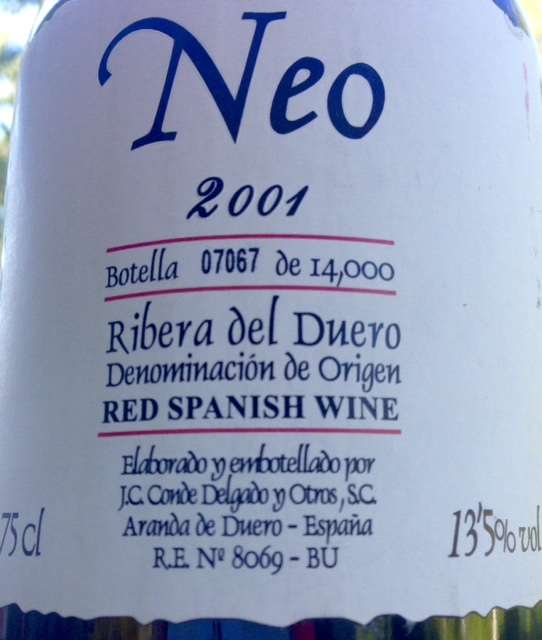 Neo
2001
Botella 07067 de 14,000
Ribera del Duero
Denominación de Origen
RED SPANISH WINE
Elaborado y embotellado por
J.C. Conde Delgado y Otros, S.C.
Aranda de Duero - España
R.E. Nº 8069 - BU
75 cl
13'5% vol